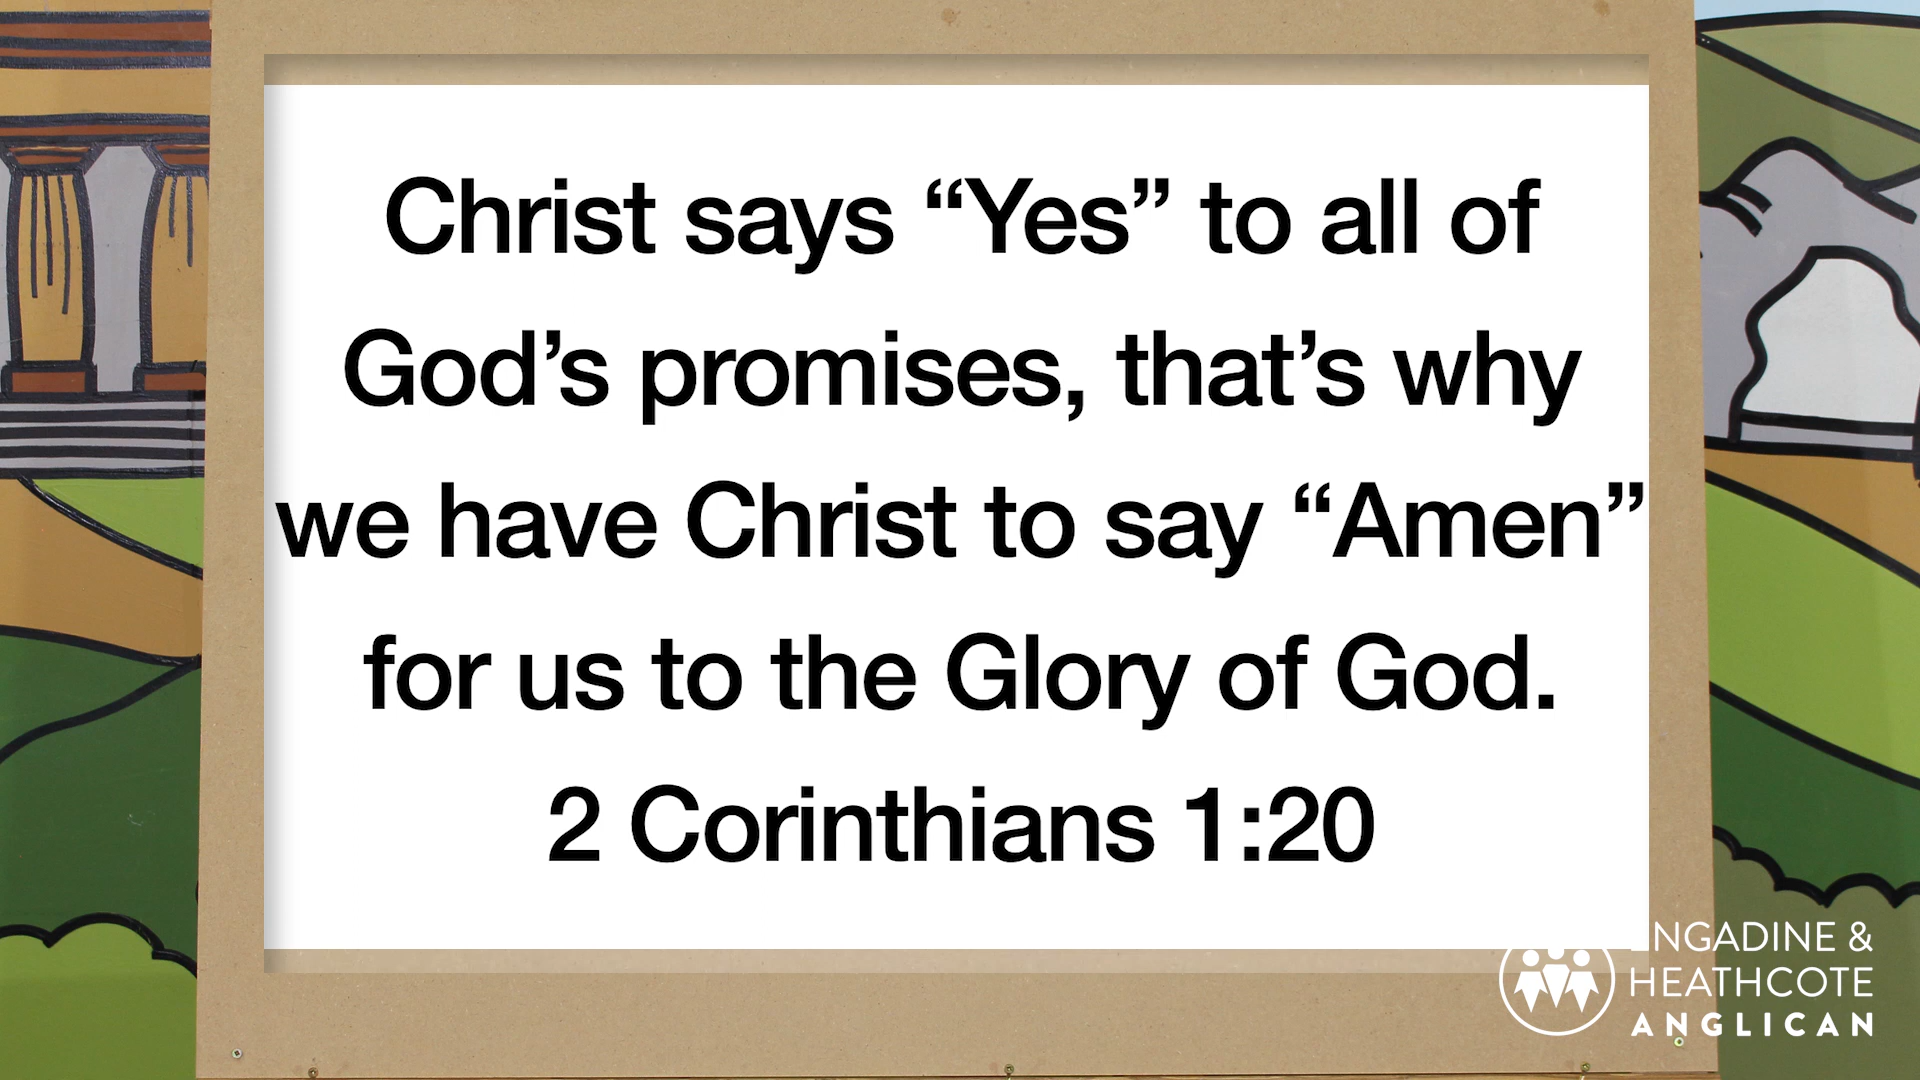 Christ says “Yes” to all of
God’s promises, that’s why
we have Christ to say “Amen”
for us to the Glory of God.
2 Corinthians 1:20
ENGADINE &
HEATHCOTE
ANGLICAN